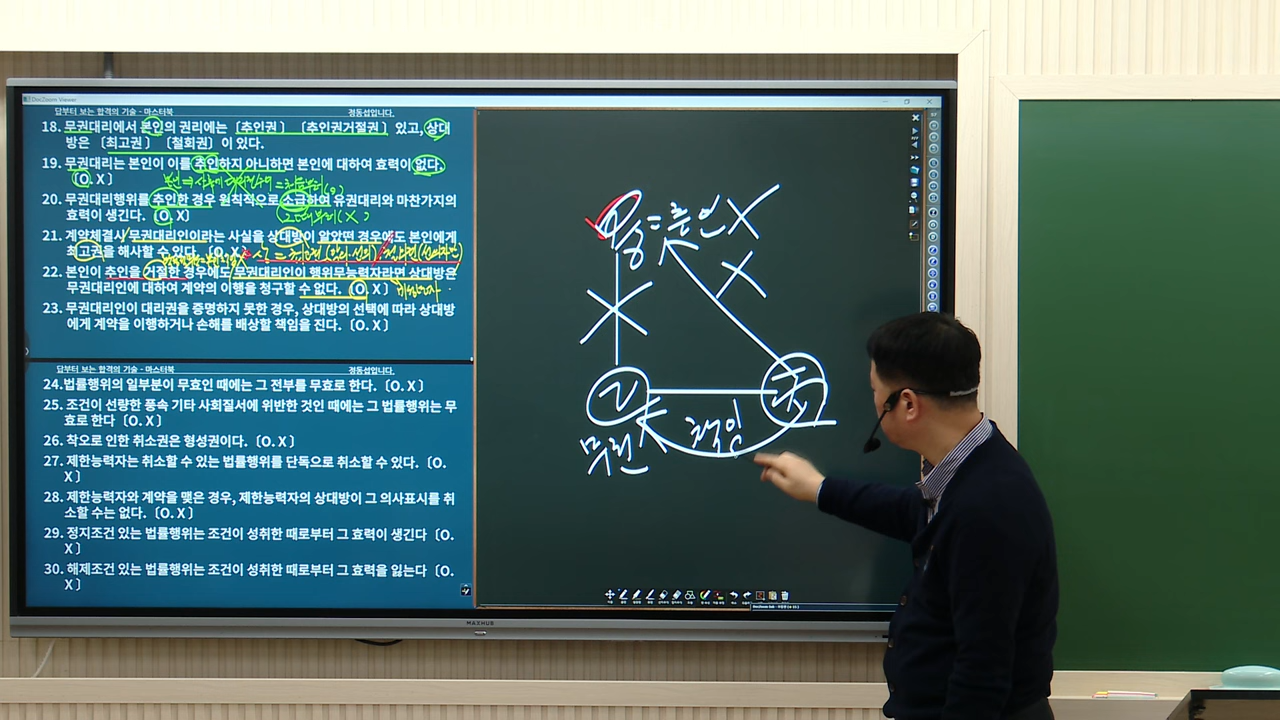 DocZoom Viewer
답부터 보는 합격의 기술 - 마스터북
정동섭입니다.
18. 무권대리에서 본인의 권리에는 〔추인권〕 〔추인권거절권〕 있고, 상대
방은 〔최고권〕 〔철회권〕이 있다.
19. 무권대리는 본인이 이를 추인하지 아니하면 본인에 대하여 효력이 없다.
〔O. X〕
20. 무권대리행위를 추인한 경우 원칙적으로 소급하여 유권대리와 마찬가지의
효력이 생긴다. 〔O. X〕
21. 계약체결시 무권대리인이라는 사실을 상대방이 알았던 경우에도 본인에게
최고권을 해사할 수 있다. 〔O. X〕
22. 본인이 추인을 거절한 경우에도 무권대리인이 행위무능력자라면 상대방은
무권대리인에 대하여 계약의 이행을 청구할 수 없다. 〔O X〕
23. 무권대리인이 대리권을 증명하지 못한 경우, 상대방의 선택에 따라 상대방
에게 계약을 이행하거나 손해를 배상할 책임을 진다. 〔O. X〕
답부터 보는 합격의 기술 - 마스터북
정동섭입니다.
24.법률행위의 일부분이 무효인 때에는 그 전부를 무효로 한다. 〔O. X〕
25. 조건이 선량한 풍속 기타 사회질서에 위반한 것인 때에는 그 법률행위는 무
효로 한다 〔O. X〕
26. 착으로 인한 취소권은 형성권이다. 〔O. X〕
27. 제한능력자는 취소할 수 있는 법률행위를 단독으로 취소할 수 있다. 〔O.
X〕
28. 제한능력자와 계약을 맺은 경우, 제한능력자의 상대방이 그 의사표시를 취
소할 수는 없다. 〔O. X〕
29. 정지조건 있는 법률행위는 조건이 성취한 때로부터 그 효력이 생긴다 〔O.
X〕
30. 해제조건 있는 법률행위는 조건이 성취한 때로부터 그 효력을 잃는다 〔O.
X〕
추인 X
X
책임
무권
MAXHUB